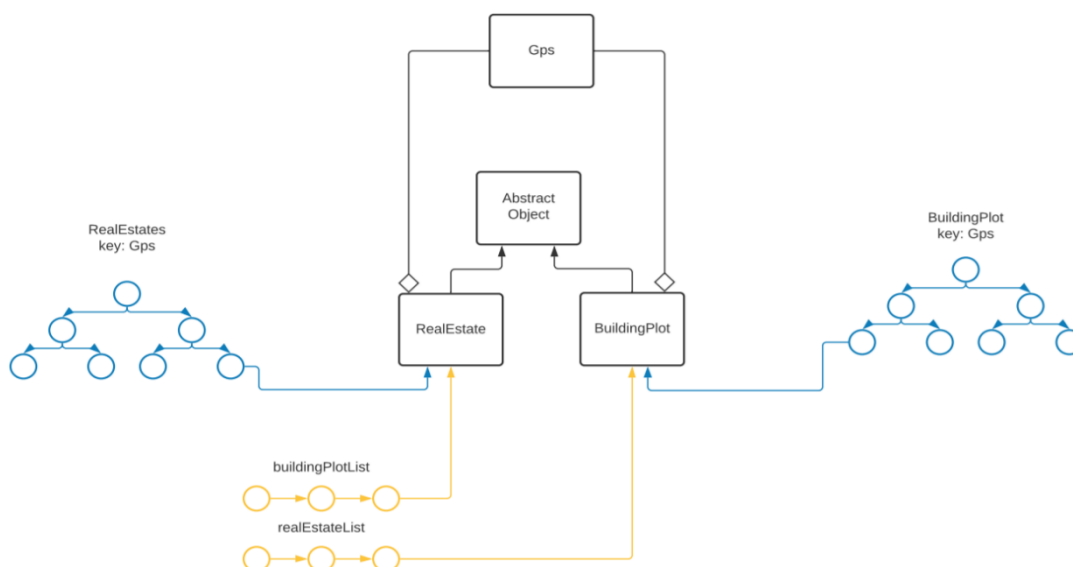 Gps
Abstract
Object
RealEstates
key: Gps
BuildingPlot
key: Gps
RealEstate
BuildingPlot
buildingPlotList
realEstateList